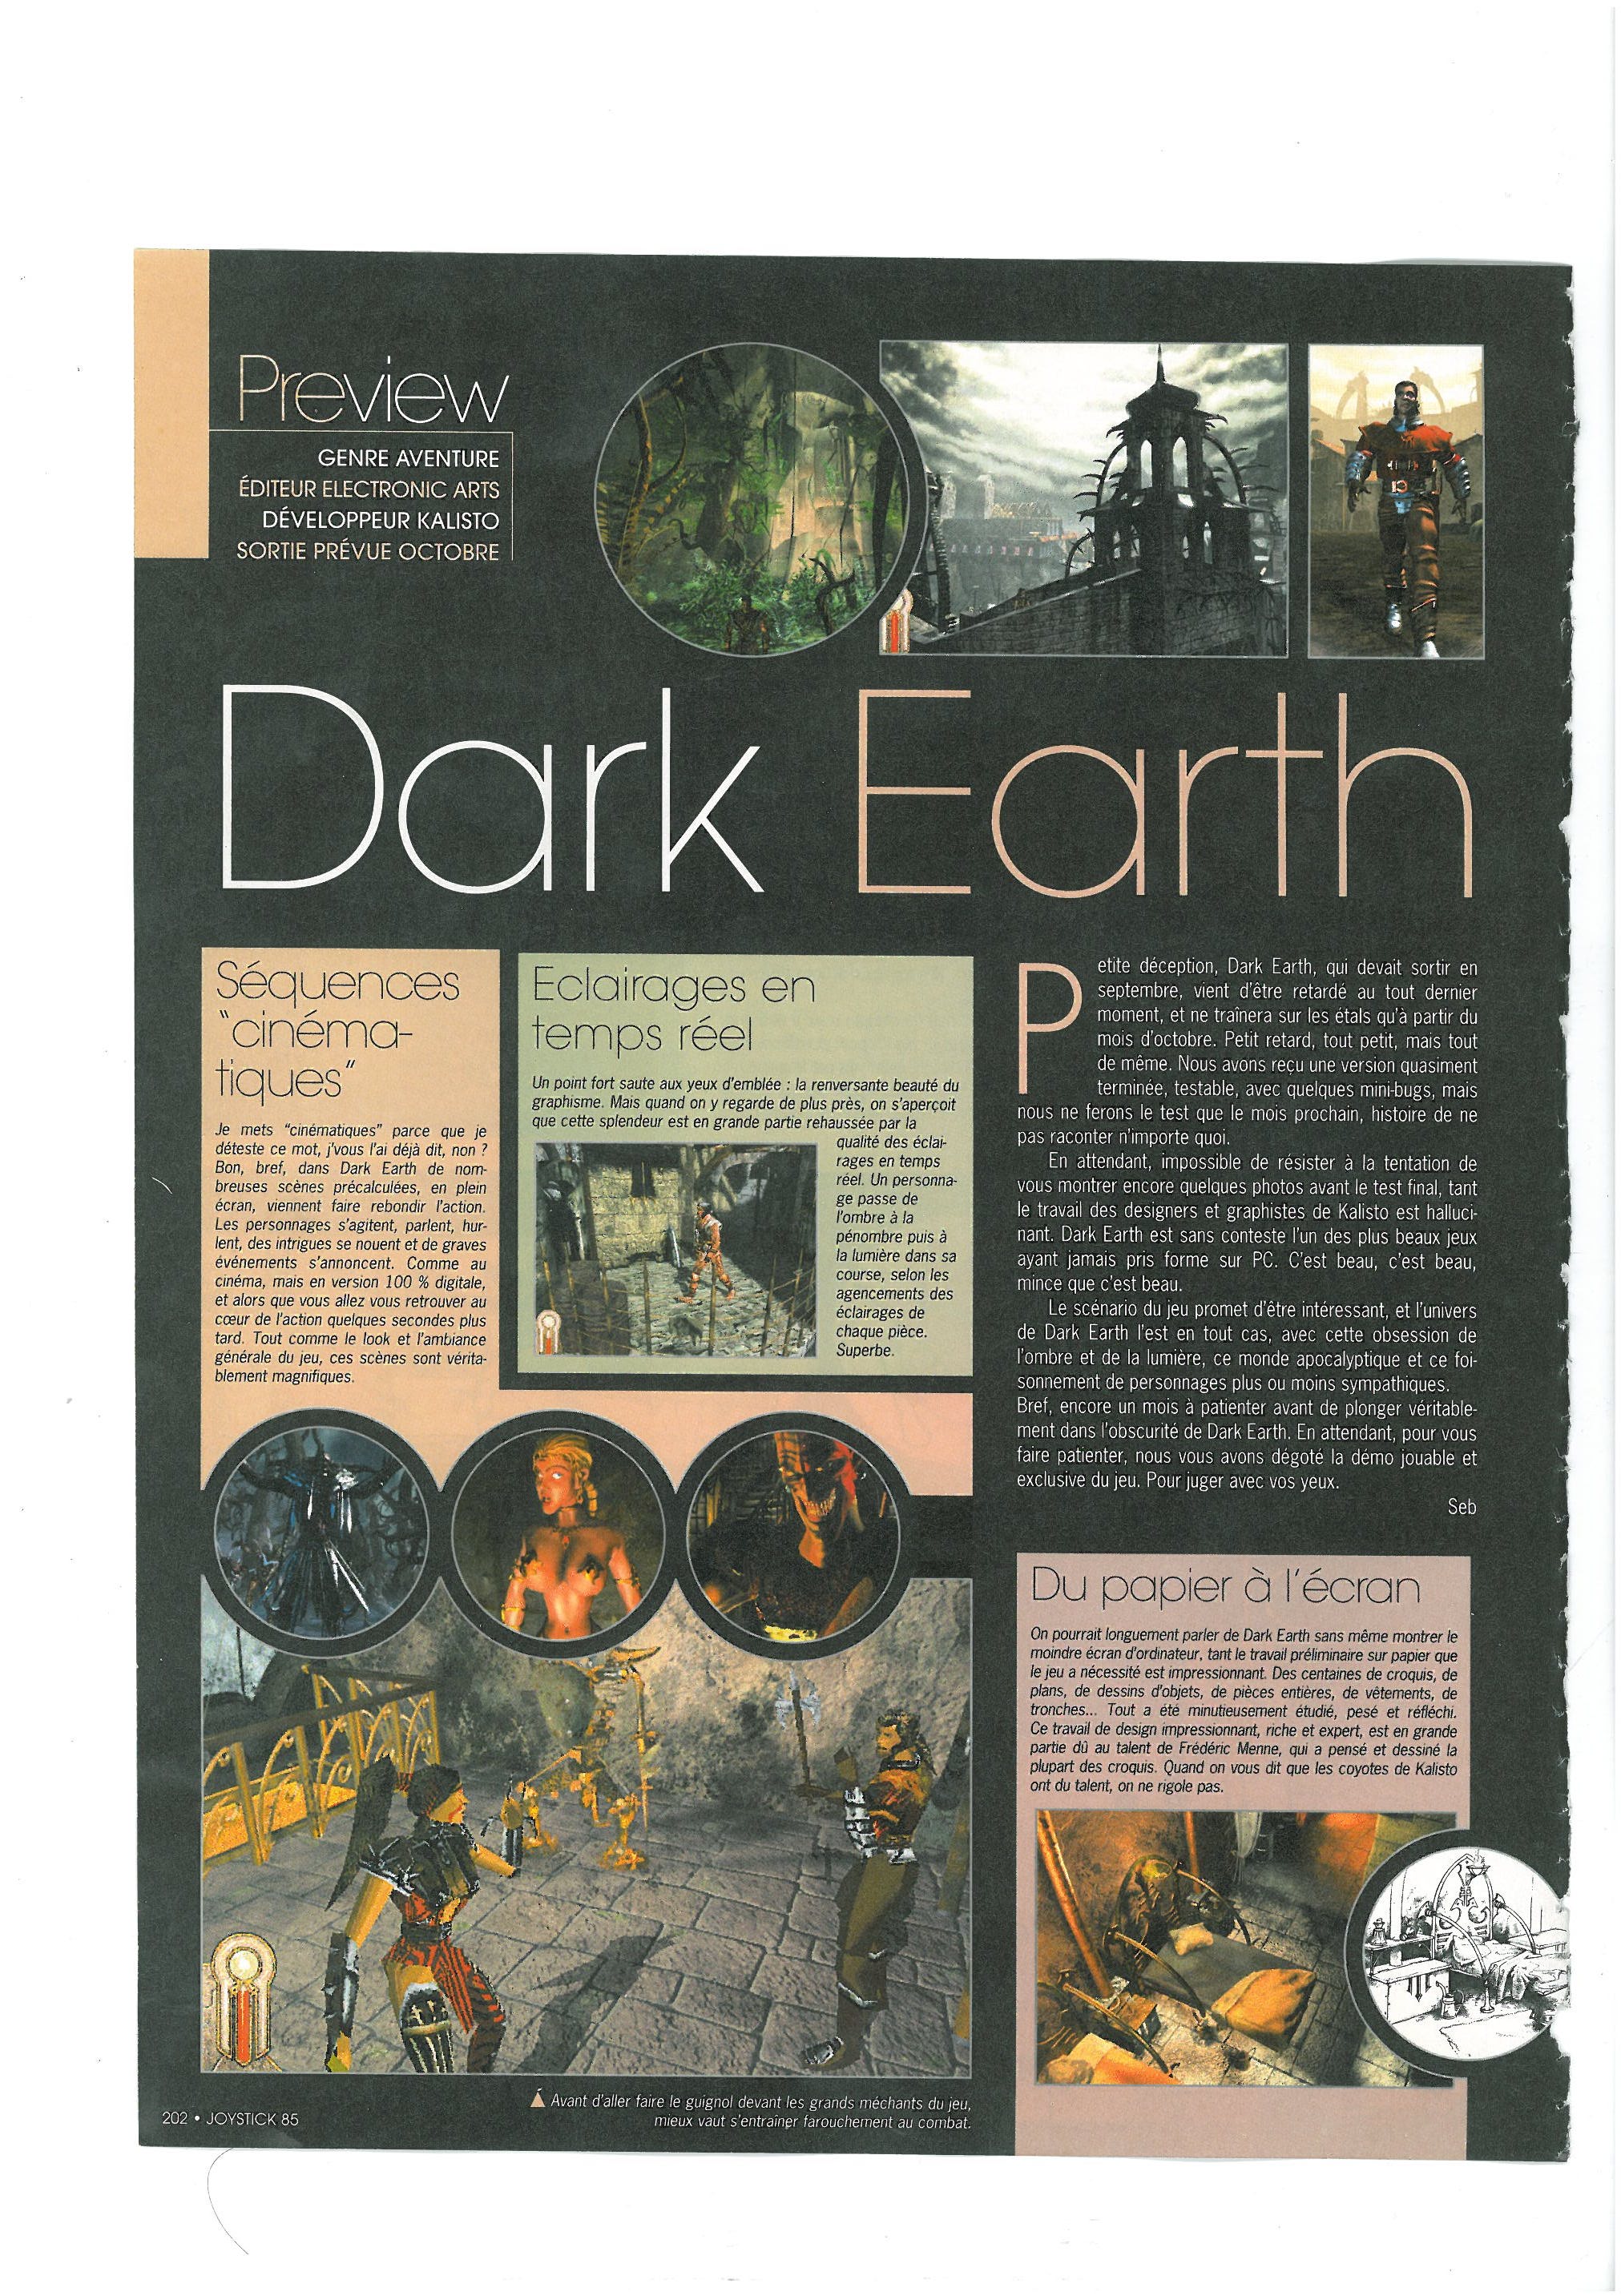 Preview
GENRE AVENTURE
ÉDITEUR ELECTRONIC ARTS
DÉVELOPPEUR KALISTO
SORTIE PRÉVUE OCTOBRE
Dark Earth
Séquences
"cinéma-
tiques"
Je mets "cinématiques" parce que je
déteste ce mot, j'vous l'ai déjà dit, non ?
Bon, bref, dans Dark Earth de nom-
breuses scènes précalculées, en plein
écran, viennent faire rebondir l'action.
Les personnages s'agitent, parlent, hur-
lent, des intrigues se nouent et de graves
événements s'annoncent. Comme au
cinéma, mais en version 100 % digitale,
et alors que vous allez vous retrouver au
cœur de l'action quelques secondes plus
tard. Tout comme le look et l'ambiance
générale du jeu, ces scènes sont vérita-
blement magnifiques.
Eclairages en
temps réel
Un point fort saute aux yeux d'emblée : la renversante beauté du
graphisme. Mais quand on y regarde de plus près, on s'aperçoit
que cette splendeur est en grande partie rehaussée par la
qualité des éclai-
rages en temps
réel. Un personna-
ge passe de
l'ombre à la
pénombre puis à
la lumière dans sa
course, selon les
agencements des
éclairages de
chaque pièce.
Superbe.
Petite déception, Dark Earth, qui devait sortir en
septembre, vient d'être retardé au tout dernier
moment, et ne traînera sur les étals qu'à partir du
mois d'octobre. Petit retard, tout petit, mais tout
de même. Nous avons reçu une version quasiment
terminée, testable, avec quelques mini-bugs, mais
nous ne ferons le test que le mois prochain, histoire de ne
pas raconter n'importe quoi.
En attendant, impossible de résister à la tentation de
vous montrer encore quelques photos avant le test final, tant
le travail des designers et graphistes de Kalisto est halluci-
nant. Dark Earth est sans conteste l'un des plus beaux jeux
ayant jamais pris forme sur PC. C'est beau, c'est beau,
mince que c'est beau.
Le scénario du jeu promet d'être intéressant, et l'univers
de Dark Earth l'est en tout cas, avec cette obsession de
l'ombre et de la lumière, ce monde apocalyptique et ce foi-
sonnement de personnages plus ou moins sympathiques.
Bref, encore un mois à patienter avant de plonger véritable-
ment dans l'obscurité de Dark Earth. En attendant, pour vous
faire patienter, nous vous avons dégoté la démo jouable et
exclusive du jeu. Pour juger avec vos yeux.
Seb
Du papier à l'écran
On pourrait longuement parler de Dark Earth sans même montrer le
moindre écran d'ordinateur, tant le travail préliminaire sur papier que
le jeu a nécessité est impressionnant. Des centaines de croquis, de
plans, de dessins d'objets, de pièces entières, de vêtements, de
tronches... Tout a été minutieusement étudié, pesé et réfléchi.
Ce travail de design impressionnant, riche et expert, est en grande
partie dû au talent de Frédéric Menne, qui a pensé et dessiné la
plupart des croquis. Quand on vous dit que les coyotes de Kalisto
ont du talent, on ne rigole pas.
Avant d'aller faire le guignol devant les grands méchants du jeu,
mieux vaut s'entraîner farouchement au combat.
202 • JOYSTICK 85